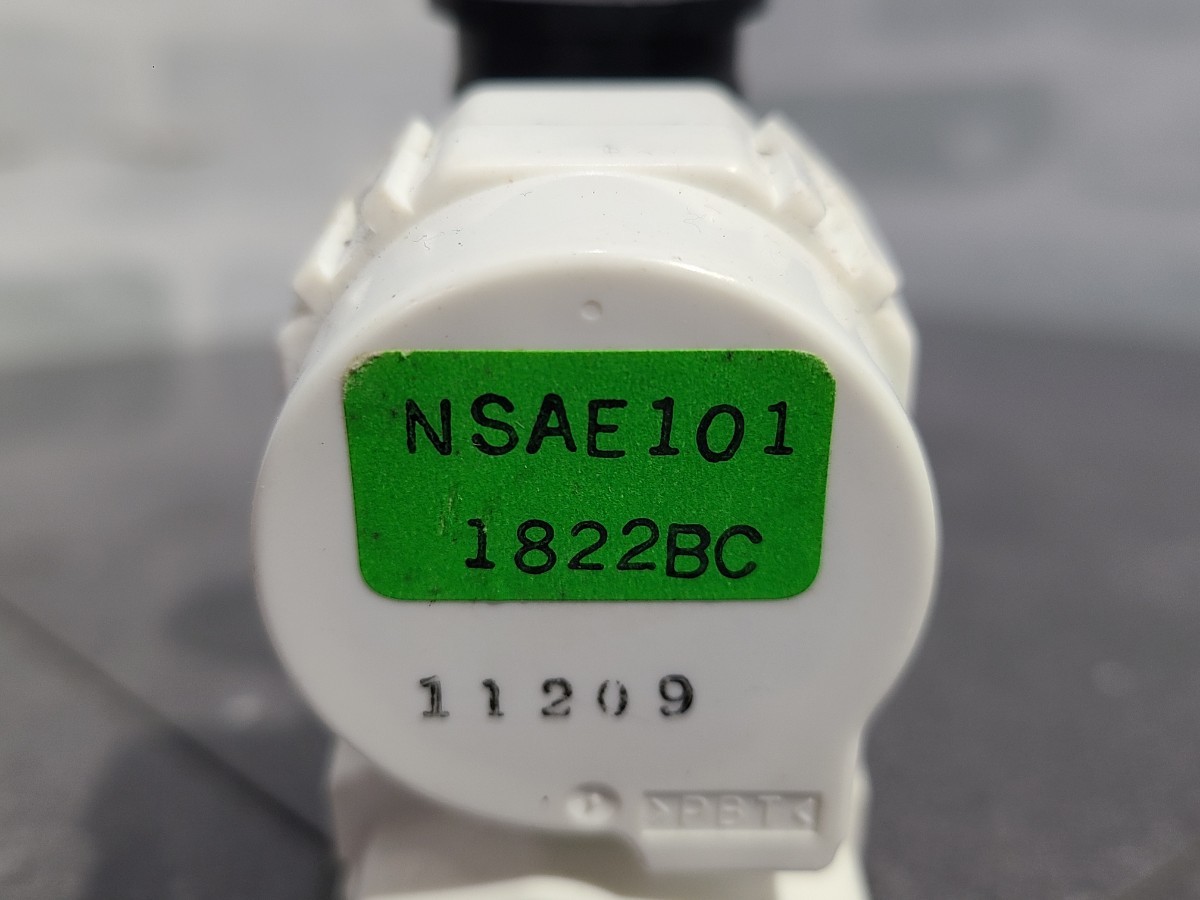 NSAE101
1822BC
11209
>PBT<